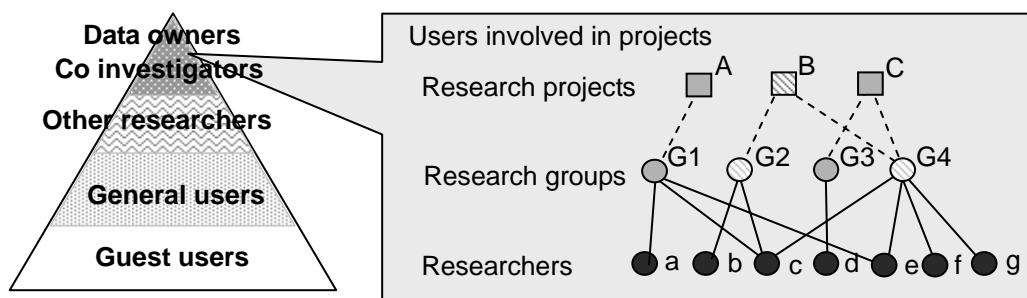 Data owners
Co investigators
Other researchers
General users
Guest users
Users involved in projects
Research projects
A
B
C
Research groups
G1
G2
G3
G4
Researchers
a
b
c
d
e
f
g